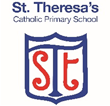 St. Theresa's
Catholic Primary School
ST